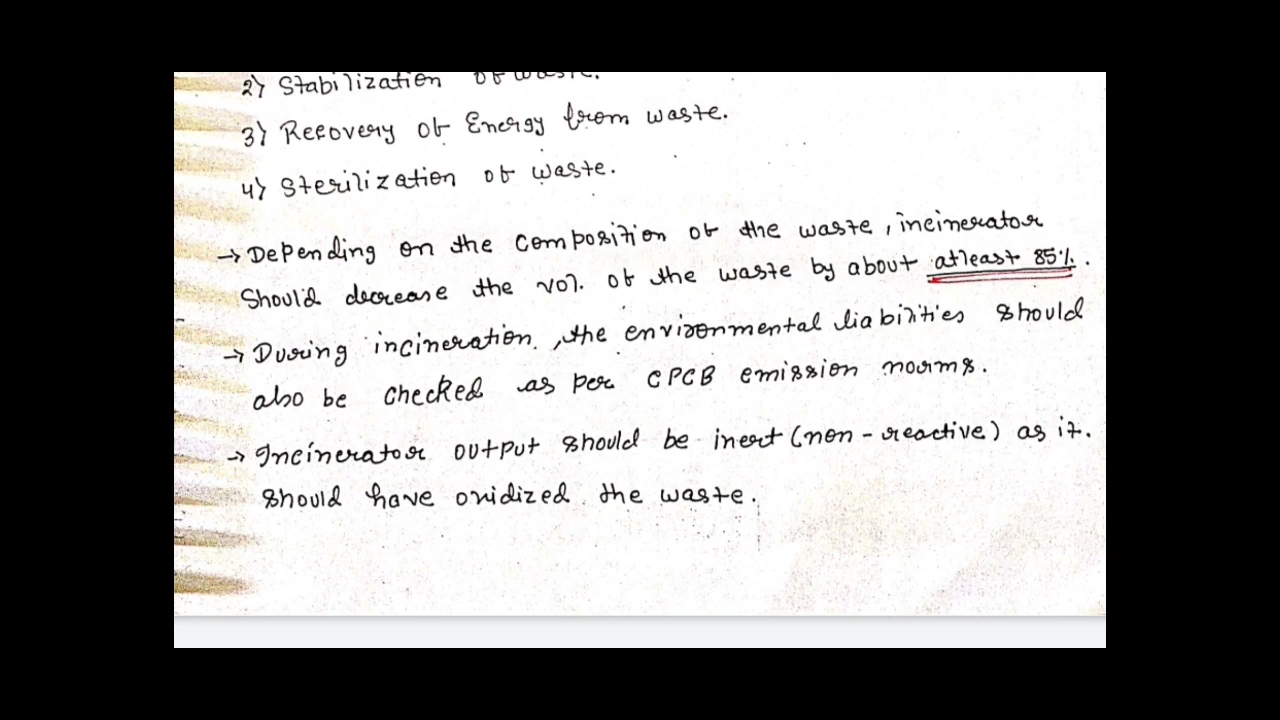 2) Stabilization of waste.
3) Recovery of Energy from waste.
4) Sterilization of waste.
→ Depending on the composition of the waste, incinerator
Should decrease the vol. of the waste by about atleast 85%.
→ During incineration, the environmental liabilities should
also be checked as per CPCB emission norms.
→ Incinerator output should be inert (non-reactive) as it.
should have oxidized the waste.